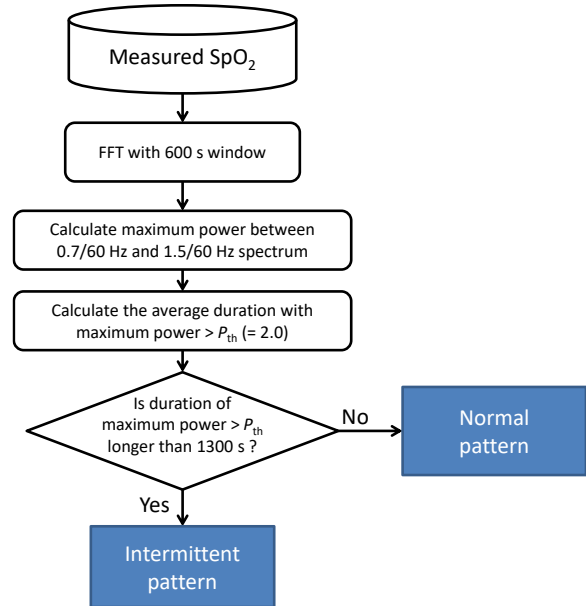 Measured SpO₂
FFT with 600 s window
Calculate maximum power between
0.7/60 Hz and 1.5/60 Hz spectrum
Calculate the average duration with
maximum power > Pth (= 2.0)
Is duration of
maximum power > Pth
longer than 1300 s ?
No
Normal
pattern
Yes
Intermittent
pattern